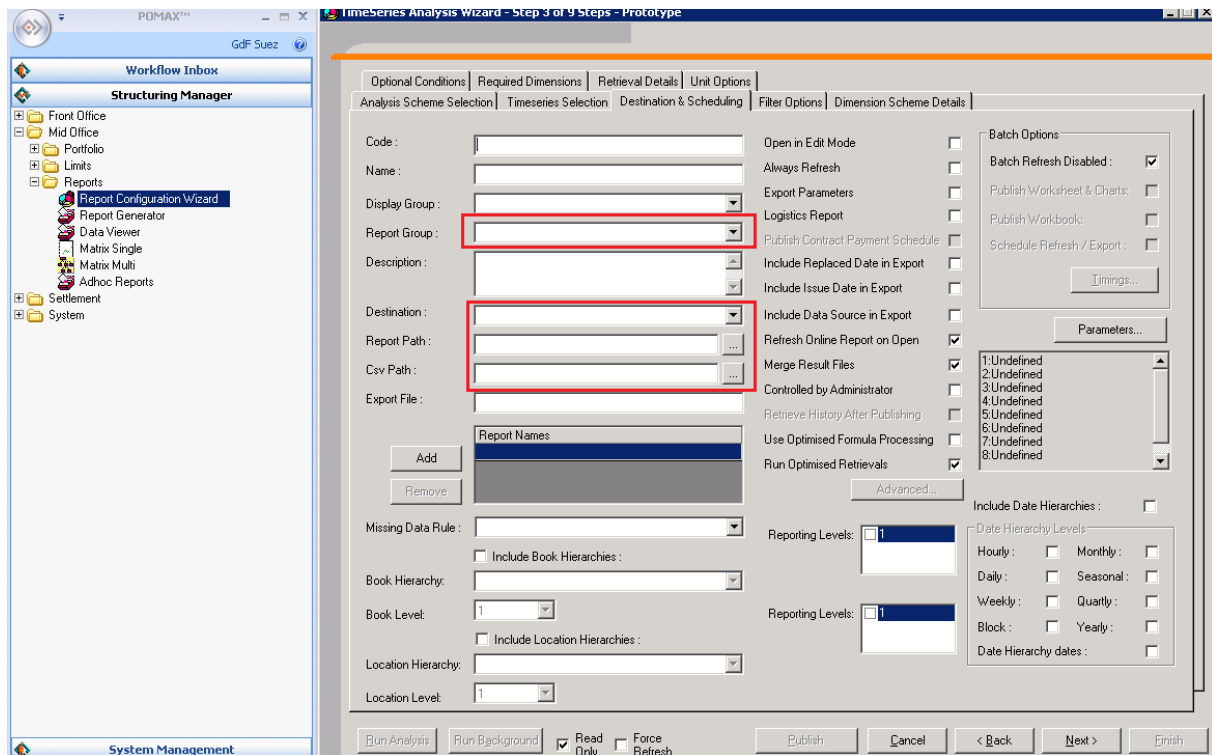 POMAX™
GdF Suez
Workflow Inbox
Structuring Manager
Front Office
Mid Office
Portfolio
Limits
Reports
Report Configuration Wizard
Report Generator
Data Viewer
Matrix Single
Matrix Multi
Adhoc Reports
Settlement
System
System Management
TimeSeries Analysis Wizard - Step 3 of 9 Steps - Prototype
Optional Conditions Required Dimensions Retrieval Details Unit Options
Analysis Scheme Selection Timeseries Selection Destination & Scheduling Filter Options Dimension Scheme Details
Code :
Name :
Display Group :
Report Group :
Description :
Destination :
Report Path :
...
Csv Path :
...
Export File :
Report Names
Add
Remove
Missing Data Rule :
Include Book Hierarchies :
Book Hierarchy:
Book Level:
1
Include Location Hierarchies :
Location Hierarchy:
Location Level:
1
Open in Edit Mode
Always Refresh
Export Parameters
Logistics Report
Publish Contract Payment Schedule
Include Replaced Date in Export
Include Issue Date in Export
Include Data Source in Export
Refresh Online Report on Open
Merge Result Files
Controlled by Administrator
Retrieve History After Publishing
Use Optimised Formula Processing
Run Optimised Retrievals
Advanced...
Reporting Levels:
1
Reporting Levels:
1
Batch Options
Batch Refresh Disabled :
Publish Worksheet & Charts:
Publish Workbook:
Schedule Refresh / Export :
Timings...
Parameters...
1:Undefined
2:Undefined
3:Undefined
4:Undefined
5:Undefined
6:Undefined
7:Undefined
8:Undefined
Include Date Hierarchies :
Date Hierarchy Levels
Hourly : Monthly :
Daily : Seasonal :
Weekly : Quartly :
Block : Yearly :
Date Hierarchy dates :
Run Analysis Run Background Read Only Force Refresh Publish Cancel < Back Next > Finish